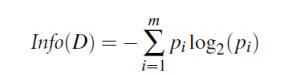 Info(D) = − ∑_{i=1}^{m} p_i log_2(p_i)